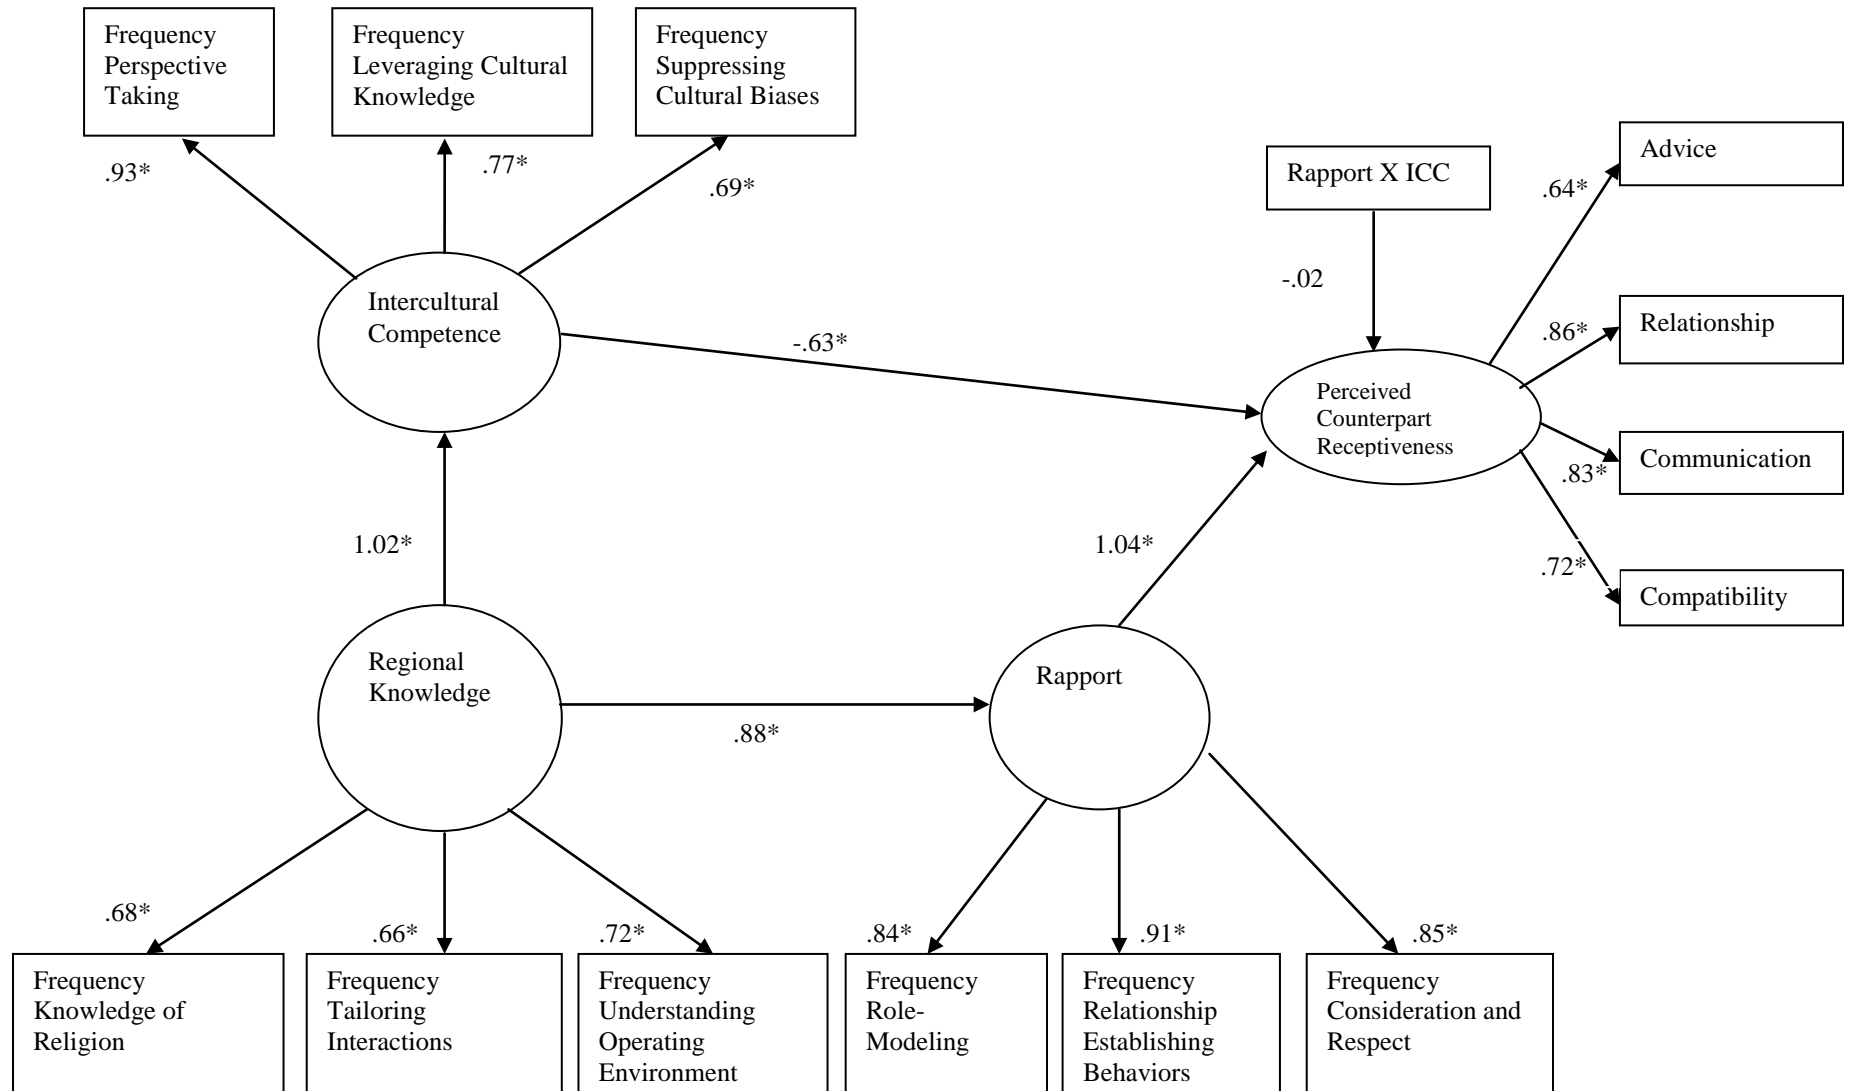 Frequency
Perspective
Taking
Frequency
Leveraging Cultural
Knowledge
Frequency
Suppressing
Cultural Biases
.93*
.77*
.69*
Rapport X ICC
-.02
Advice
.64*
Relationship
.86*
Communication
.83*
Compatibility
.72*
Intercultural
Competence
-.63*
Perceived
Counterpart
Receptiveness
1.02*
1.04*
Regional
Knowledge
.88*
Rapport
.68*
.66*
.72*
.84*
.91*
.85*
Frequency
Knowledge of
Religion
Frequency
Tailoring
Interactions
Frequency
Understanding
Operating
Environment
Frequency
Role-
Modeling
Frequency
Relationship
Establishing
Behaviors
Frequency
Consideration and
Respect